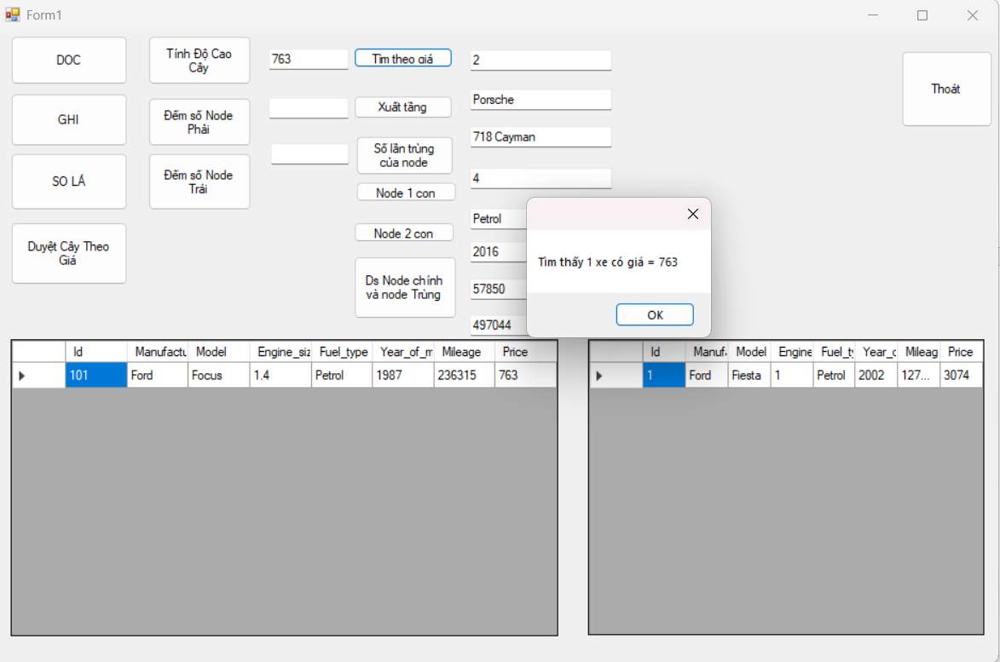 Form1
DOC
Tính Độ Cao
Cây
763
Tìm theo giá
2
Thoát
GHI
Đếm số Node
Phải
Xuất tầng
Porsche
SO LÁ
Đếm số Node
Trái
Số lần trùng
của node
718 Cayman
Node 1 con
4
Duyệt Cây Theo
Giá
Node 2 con
Petrol
2016
Ds Node chính
và node Trùng
57850
497044
Tìm thấy 1 xe có giá = 763
OK
Id Manufactu Model Engine_siz Fuel_type Year_of_m Mileage Price
101 Ford Focus 1.4 Petrol 1987 236315 763
Id Manuf Model Engine Fuel_ty Year_o Mileag Price
1 Ford Fiesta 1 Petrol 2002 127... 3074